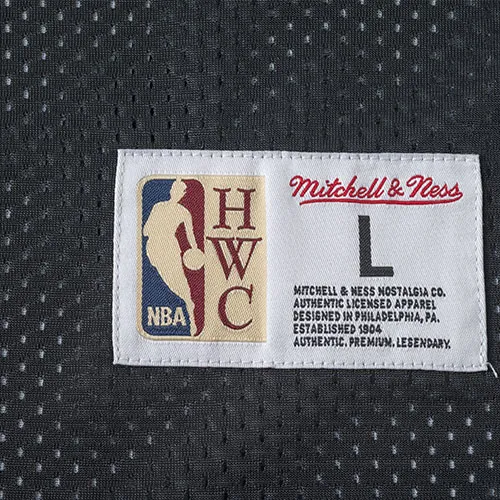 NBA
H
W
C
Mitchell & Ness
L
MITCHELL & NESS NOSTALGIA CO.
AUTHENTIC LICENSED APPAREL
DESIGNED IN PHILADELPHIA, PA.
ESTABLISHED 1904
AUTHENTIC. PREMIUM. LEGENDARY.